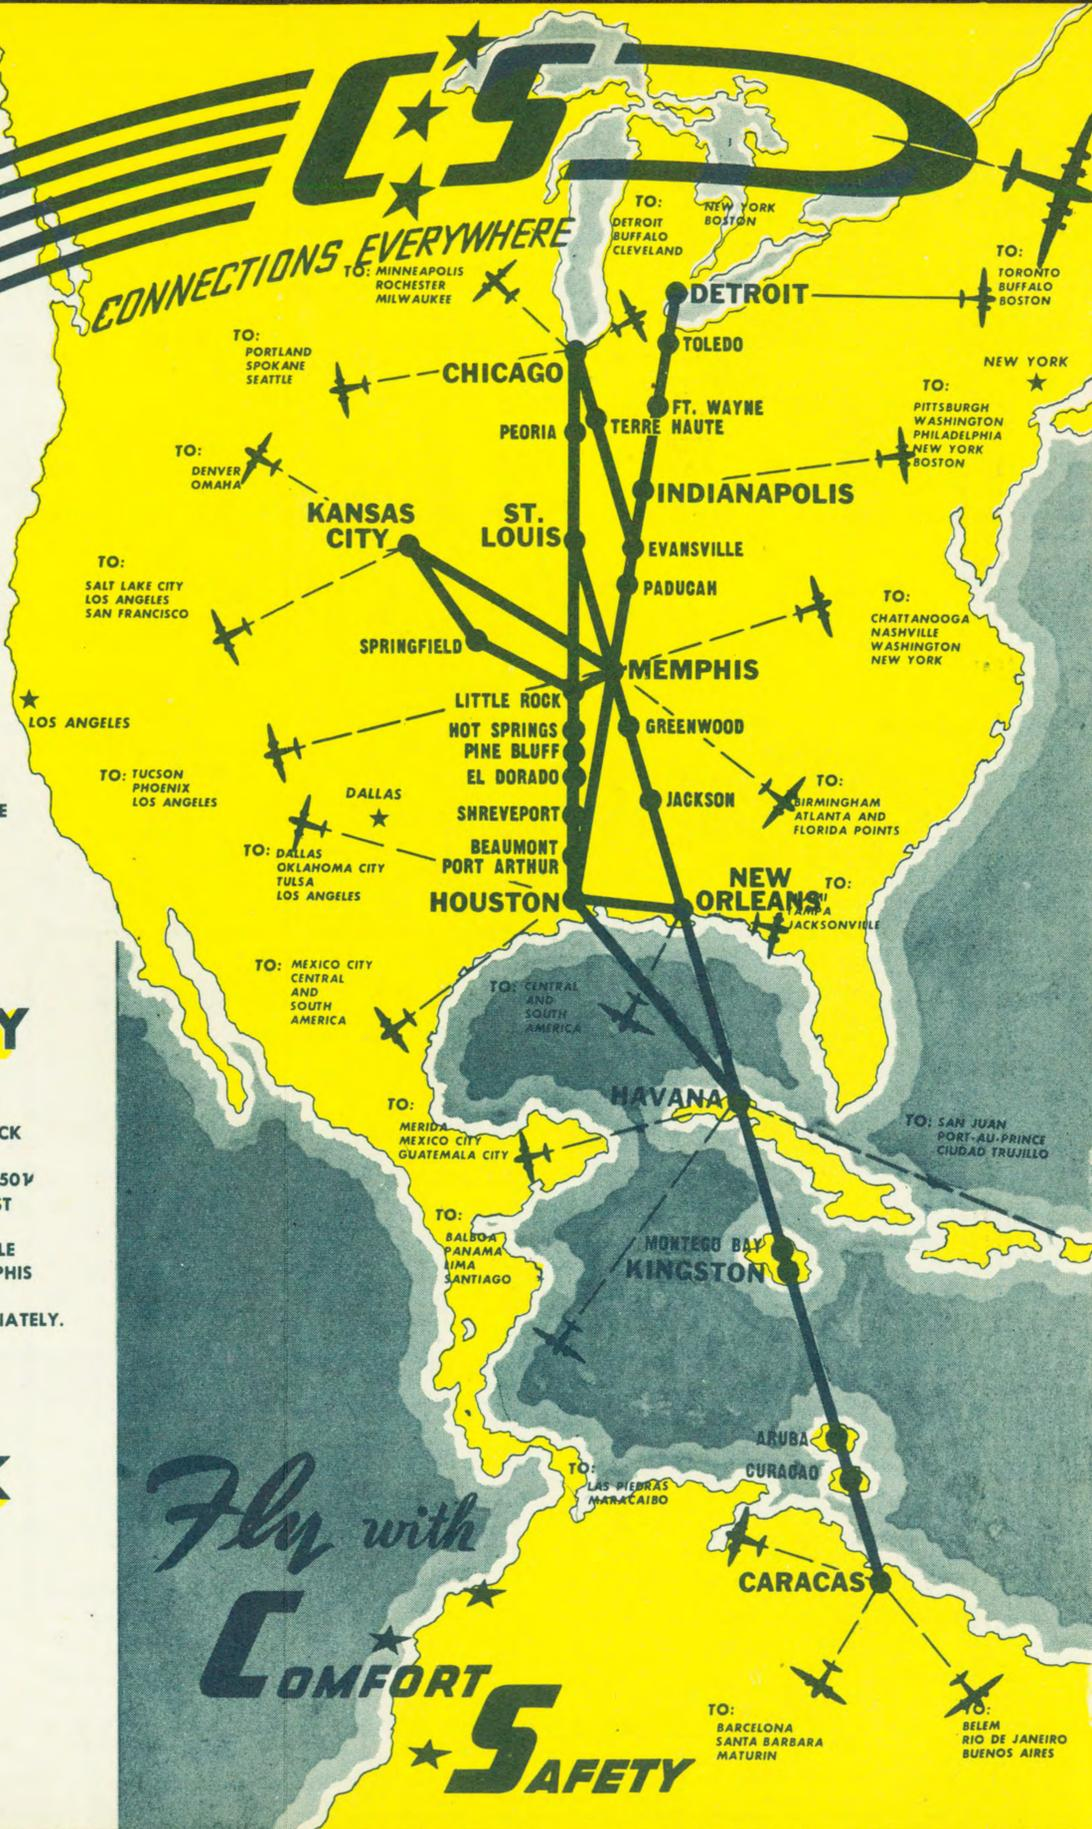 CS
CONNECTIONS EVERYWHERE
TO:
DETROIT
BUFFALO
CLEVELAND
NEW YORK
BOSTON
TO: MINNEAPOLIS
ROCHESTER
MILWAUKEE
TO:
TORONTO
BUFFALO
BOSTON
DETROIT
TOLEDO
TO:
PORTLAND
SPOKANE
SEATTLE
CHICAGO
NEW YORK
TO:
PITTSBURGH
WASHINGTON
PHILADELPHIA
NEW YORK
BOSTON
FT. WAYNE
TERRE HAUTE
PEORIA
TO:
DENVER
OMAHA
INDIANAPOLIS
KANSAS
CITY
ST.
LOUIS
EVANSVILLE
PADUCAH
TO:
SALT LAKE CITY
LOS ANGELES
SAN FRANCISCO
TO:
CHATTANOOGA
NASHVILLE
WASHINGTON
NEW YORK
SPRINGFIELD
MEMPHIS
LITTLE ROCK
LOS ANGELES
HOT SPRINGS
GREENWOOD
PINE BLUFF
EL DORADO
TO: TUCSON
PHOENIX
LOS ANGELES
DALLAS
SHREVEPORT
JACKSON
TO:
BIRMINGHAM
ATLANTA AND
FLORIDA POINTS
BEAUMONT
PORT ARTHUR
TO: DALLAS
OKLAHOMA CITY
TULSA
LOS ANGELES
HOUSTON
NEW
ORLEANS
TO:
TAMPA
JACKSONVILLE
TO: MEXICO CITY
CENTRAL
AND
SOUTH
AMERICA
TO: CENTRAL
AND
SOUTH
AMERICA
HAVANA
TO:
MERIDA
MEXICO CITY
GUATEMALA CITY
TO: SAN JUAN
PORT-AU-PRINCE
CIUDAD TRUJILLO
TO:
BALBOA
PANAMA
LIMA
SANTIAGO
MONTEGO BAY
KINGSTON
ARUBA
CURACAO
TO:
LAS PIEDRAS
MARACAIBO
CARACAS
TO:
BARCELONA
SANTA BARBARA
MATURIN
TO:
BELEM
RIO DE JANEIRO
BUENOS AIRES
Fly with
COMFORT
SAFETY
E
Y
CK
50
ST
LE
PHIS
IATELY.
K